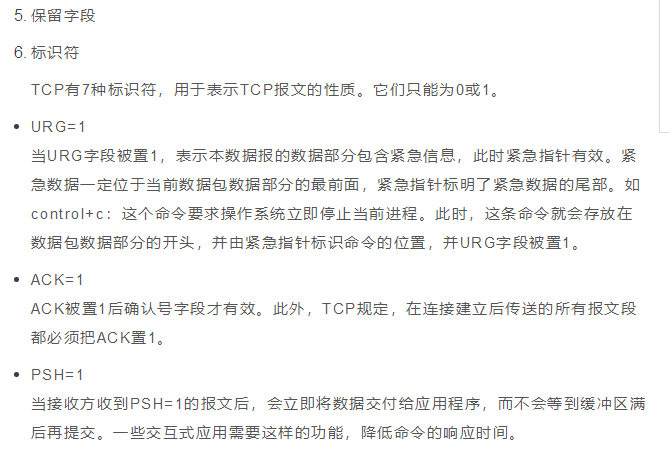 5. 保留字段
6. 标识符
TCP有7种标识符，用于表示TCP报文的性质。它们只能为0或1。
• URG=1
当URG字段被置1，表示本数据报的数据部分包含紧急信息，此时紧急指针有效。紧
急数据一定位于当前数据包数据部分的最前面，紧急指针标明了紧急数据的尾部。如
control+c：这个命令要求操作系统立即停止当前进程。此时，这条命令就会存放在
数据包数据部分的开头，并由紧急指针标识命令的位置，并URG字段被置1。
• ACK=1
ACK被置1后确认号字段才有效。此外，TCP规定，在连接建立后传送的所有报文段
都必须把ACK置1。
• PSH=1
当接收方收到PSH=1的报文后，会立即将数据交付给应用程序，而不会等到缓冲区满
后再提交。一些交互式应用需要这样的功能，降低命令的响应时间。